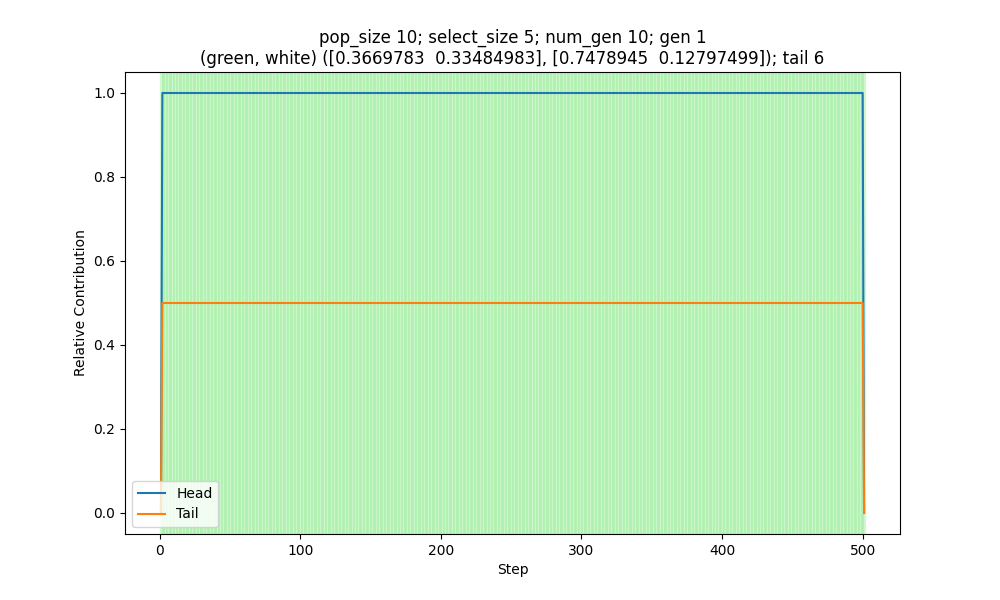 pop_size 10; select_size 5; num_gen 10; gen 1
(green, white) ([0.3669783  0.33484983], [0.7478945  0.12797499]); tail 6
1.0
0.8
0.6
0.4
0.2
0.0
Relative Contribution
Head
Tail
0 100 200 300 400 500
Step